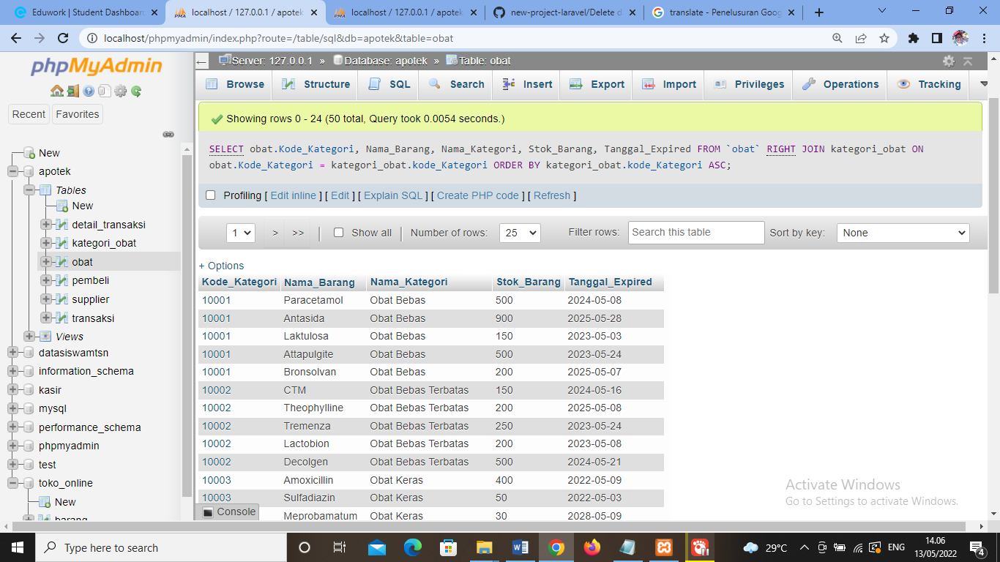 Eduwork | Student Dashboar
localhost / 127.0.0.1 / apotek
localhost / 127.0.0.1 / apotek
new-project-laravel/Delete d
translate - Penelusuran Goog
localhost/phpmyadmin/index.php?route=/table/sql&db=apotek&table=obat
phpMyAdmin
Recent Favorites
New
apotek
Tables
New
detail_transaksi
kategori_obat
obat
pembeli
supplier
transaksi
Views
datasiswamtsn
information_schema
kasir
mysql
performance_schema
phpmyadmin
test
toko_online
New
barang
Server: 127.0.0.1 » Database: apotek » Table: obat
Browse Structure SQL Search Insert Export Import Privileges Operations Tracking
Showing rows 0 - 24 (50 total, Query took 0.0054 seconds.)
SELECT obat.Kode_Kategori, Nama_Barang, Nama_Kategori, Stok_Barang, Tanggal_Expired FROM `obat` RIGHT JOIN kategori_obat ON
obat.Kode_Kategori = kategori_obat.kode_Kategori ORDER BY kategori_obat.kode_Kategori ASC;
Profiling [ Edit inline ] [ Edit ] [ Explain SQL ] [ Create PHP code ] [ Refresh ]
1 > >> | Show all | Number of rows: 25 Filter rows: Search this table Sort by key: None
+ Options
Kode_Kategori Nama_Barang Nama_Kategori Stok_Barang Tanggal_Expired
10001 Paracetamol Obat Bebas 500 2024-05-08
10001 Antasida Obat Bebas 900 2025-05-28
10001 Laktulosa Obat Bebas 150 2023-05-03
10001 Attapulgite Obat Bebas 500 2023-05-24
10001 Bronsolvan Obat Bebas 200 2025-05-07
10002 CTM Obat Bebas Terbatas 150 2024-05-16
10002 Theophylline Obat Bebas Terbatas 200 2025-05-08
10002 Tremenza Obat Bebas Terbatas 250 2023-05-24
10002 Lactobion Obat Bebas Terbatas 200 2023-05-08
10002 Decolgen Obat Bebas Terbatas 500 2024-05-21
10003 Amoxicillin Obat Keras 400 2022-05-09
10003 Sulfadiazin Obat Keras 50 2022-05-03
Meprobamatum Obat Keras 30 2028-05-09
Console
Activate Windows
Go to Settings to activate Windows.
Type here to search
29°C
ENG
14.06
13/05/2022
4